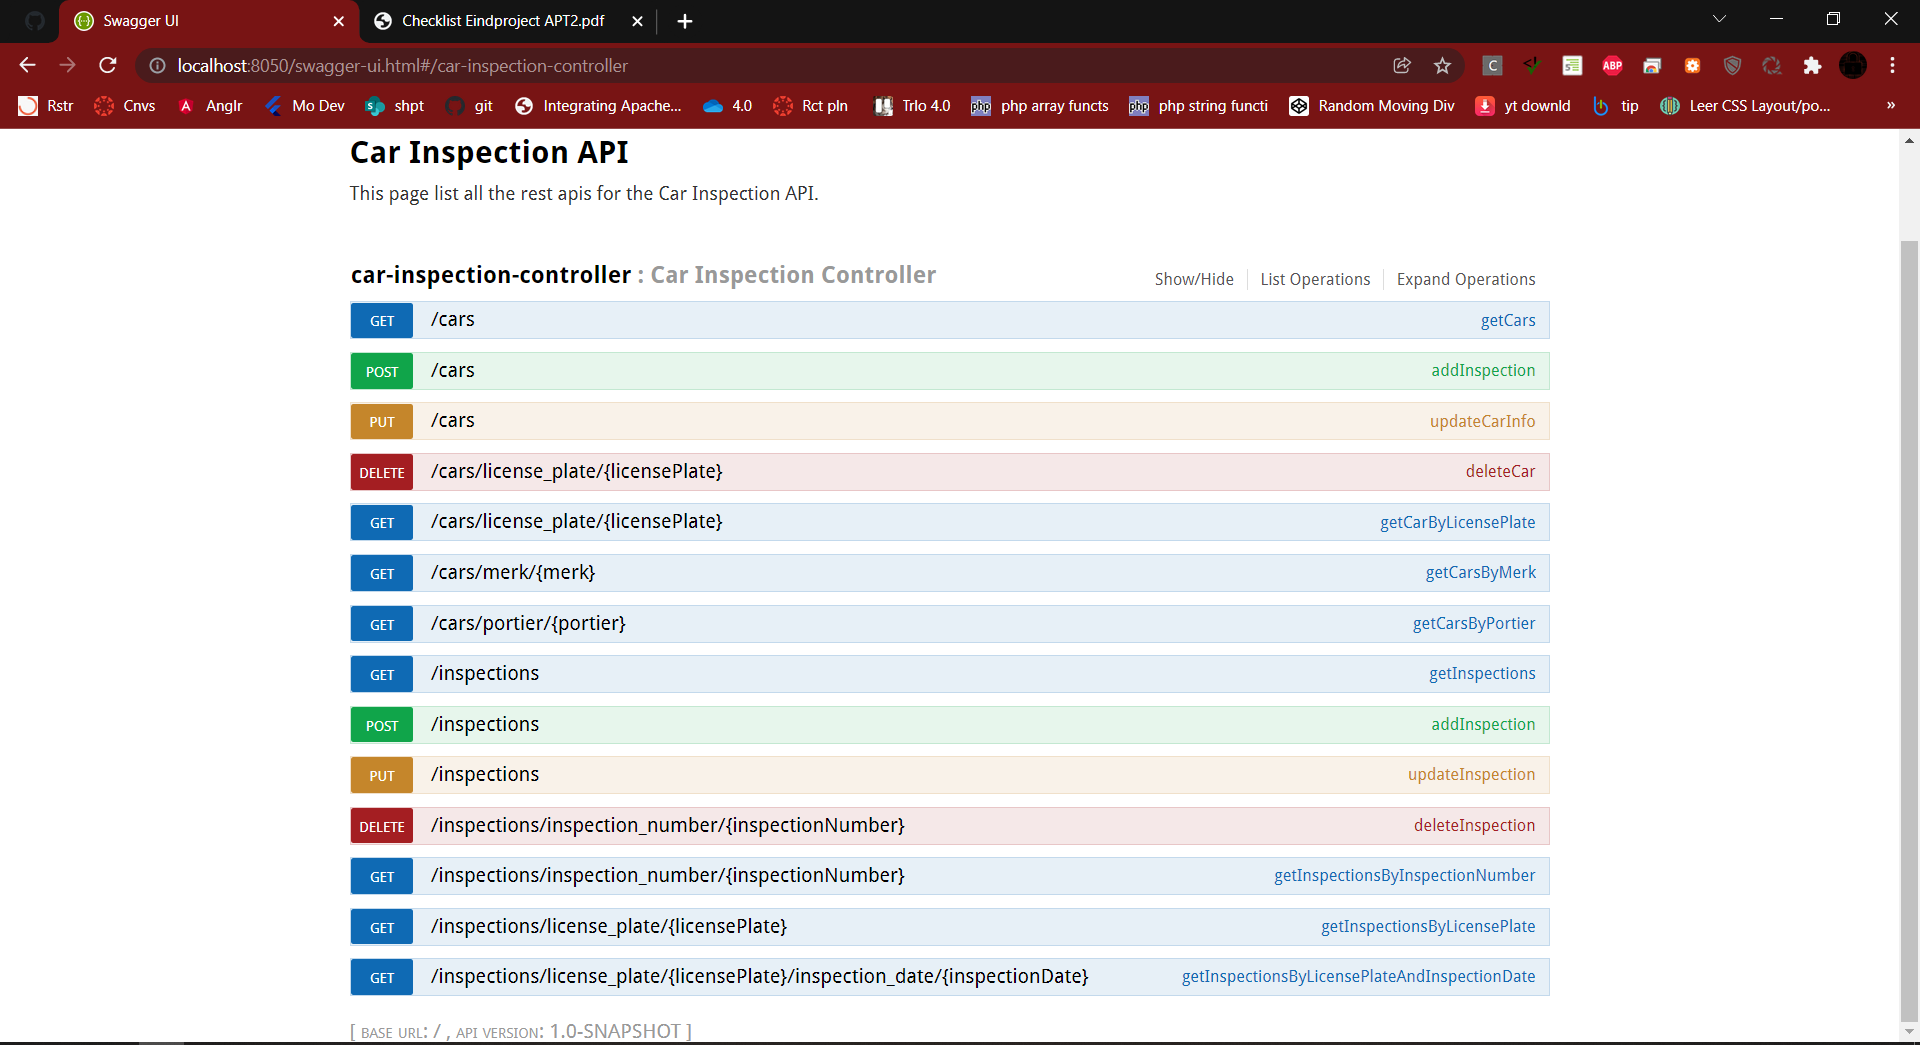 Swagger UI
Checklist Eindproject APT2.pdf
localhost:8050/swagger-ui.html#/car-inspection-controller
C
ABP
Rstr Cnvs Anglr Mo Dev shpt git Integrating Apache... 4.0 Rct pln Trlo 4.0 php php array functs php php string functi Random Moving Div yt downld tip Leer CSS Layout/po... »
Car Inspection API
This page list all the rest apis for the Car Inspection API.
car-inspection-controller : Car Inspection Controller
Show/Hide List Operations Expand Operations
GET /cars getCars
POST /cars addInspection
PUT /cars updateCarInfo
DELETE /cars/license_plate/{licensePlate} deleteCar
GET /cars/license_plate/{licensePlate} getCarByLicensePlate
GET /cars/merk/{merk} getCarsByMerk
GET /cars/portier/{portier} getCarsByPortier
GET /inspections getInspections
POST /inspections addInspection
PUT /inspections updateInspection
DELETE /inspections/inspection_number/{inspectionNumber} deleteInspection
GET /inspections/inspection_number/{inspectionNumber} getInspectionsByInspectionNumber
GET /inspections/license_plate/{licensePlate} getInspectionsByLicensePlate
GET /inspections/license_plate/{licensePlate}/inspection_date/{inspectionDate} getInspectionsByLicensePlateAndInspectionDate
[ BASE URL: / , API VERSION: 1.0-SNAPSHOT ]